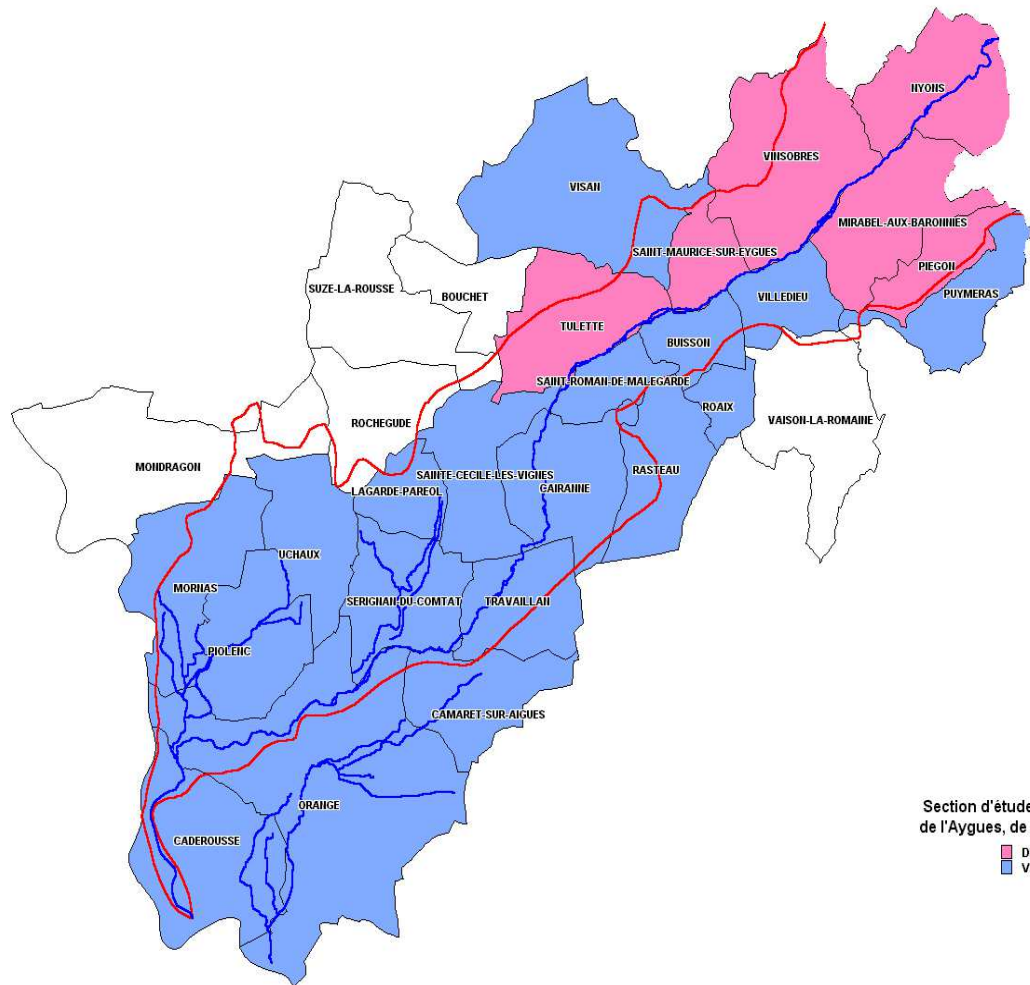 NYONS
VINSOBRES
VISAN
MIRABEL-AUX-BARONNIES
SAINT-MAURICE-SUR-EYGUES
PIEGON
SUZE-LA-ROUSSE
PUYMERAS
BOUCHET
VILLEDIEU
TULETTE
BUISSON
SAINT-ROMAN-DE-MALEGARDE
ROAIX
ROCHEGUDE
VAISON-LA-ROMAINE
MONDRAGON
SAINTE-CECILE-LES-VIGNES
RASTEAU
LAGARDE-PAREOL
CAIRANNE
UCHAUX
MORNAS
SERIGNAN-DU-COMTAT
TRAVAILLAN
PIOLENC
CAMARET-SUR-AIGUES
ORANGE
CADEROUSSE
Section d'étude
de l'Aygues, de
D
V